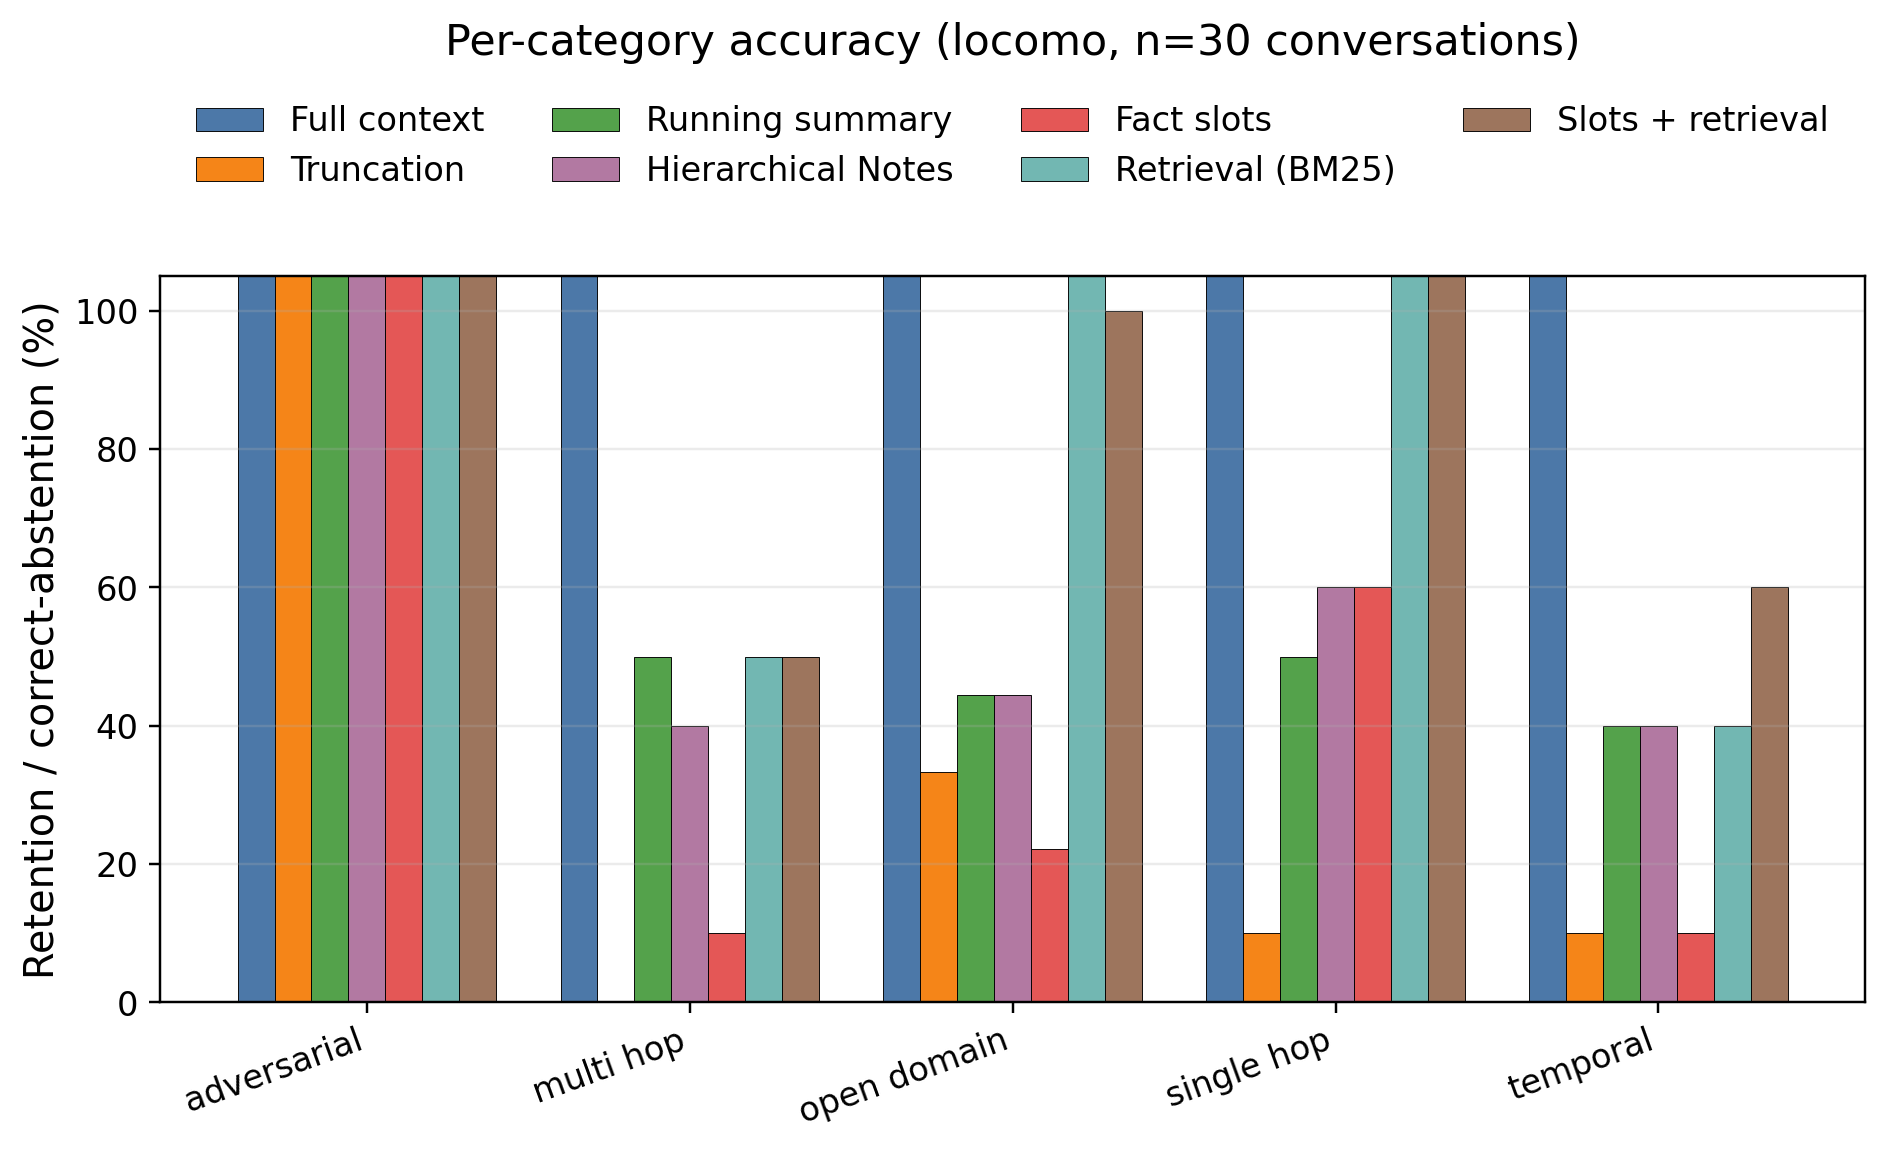 Per-category accuracy (locomo, n=30 conversations)
Full context
Running summary
Fact slots
Slots + retrieval
Truncation
Hierarchical Notes
Retrieval (BM25)
Retention / correct-abstention (%)
100
80
60
40
20
0
adversarial
multi hop
open domain
single hop
temporal